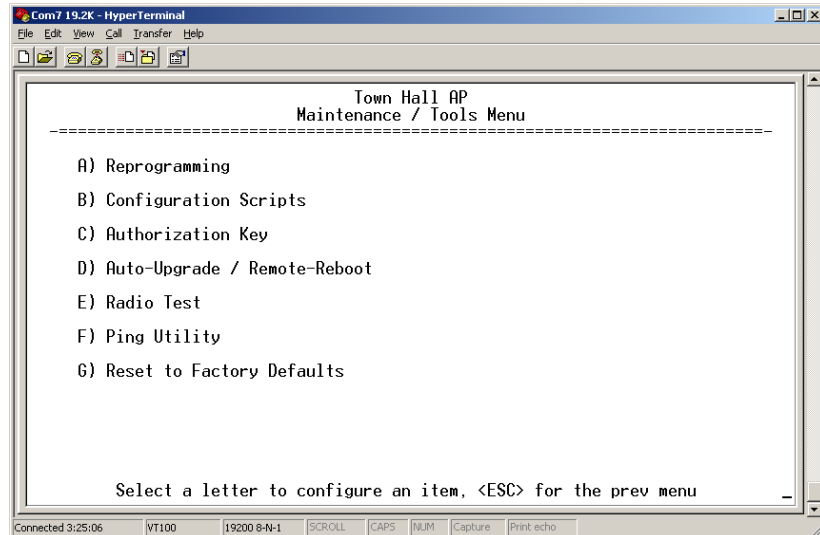 Com7 19.2K - HyperTerminal
File Edit View Call Transfer Help
Town Hall AP
Maintenance / Tools Menu
-==========================================================================-
A) Reprogramming
B) Configuration Scripts
C) Authorization Key
D) Auto-Upgrade / Remote-Reboot
E) Radio Test
F) Ping Utility
G) Reset to Factory Defaults
Select a letter to configure an item, <ESC> for the prev menu _
Connected 3:25:06 VT100 19200 8-N-1 SCROLL CAPS NUM Capture Print echo